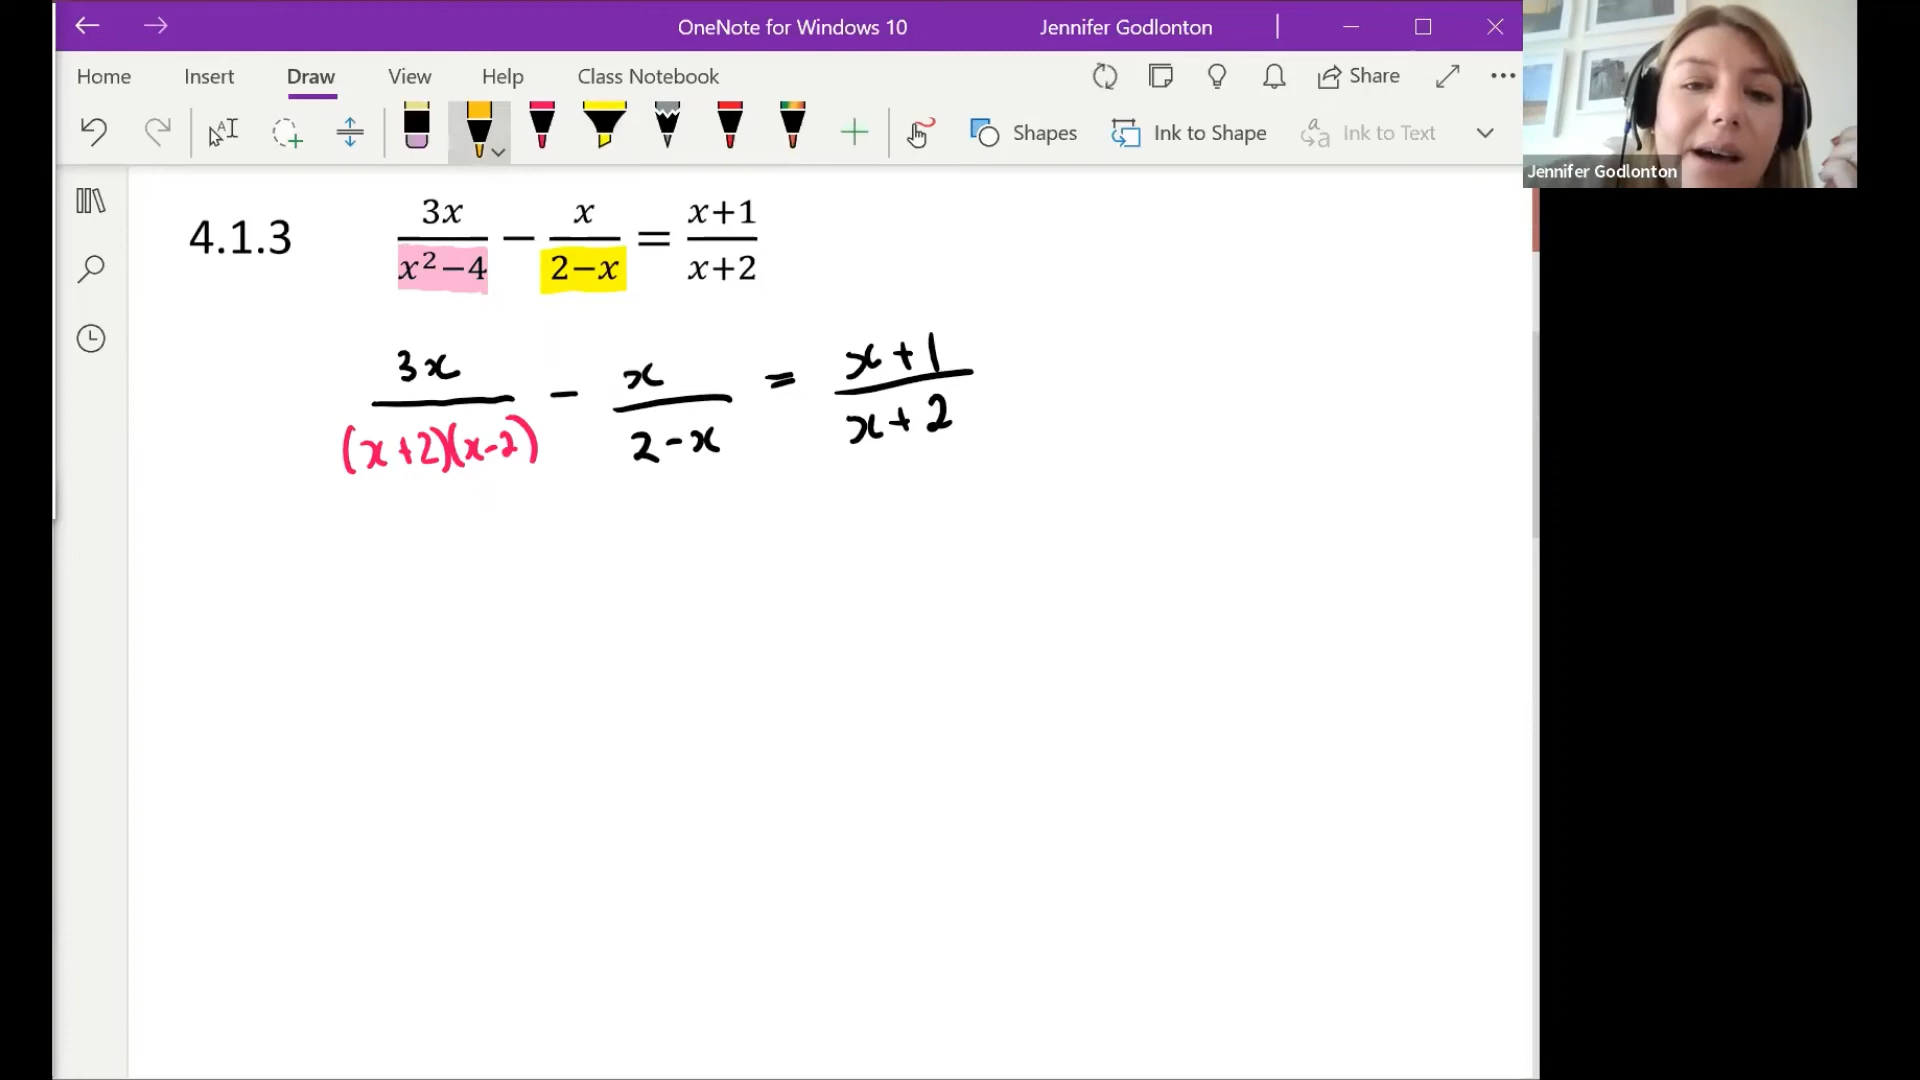 OneNote for Windows 10 Jennifer Godlonton
Home Insert Draw View Help Class Notebook Share
Shapes Ink to Shape Ink to Text
Jennifer Godlonton
4.1.3 3x/(x²−4) − x/(2−x) = (x+1)/(x+2)
3x/((x+2)(x-2)) - x/(2-x) = (x+1)/(x+2)